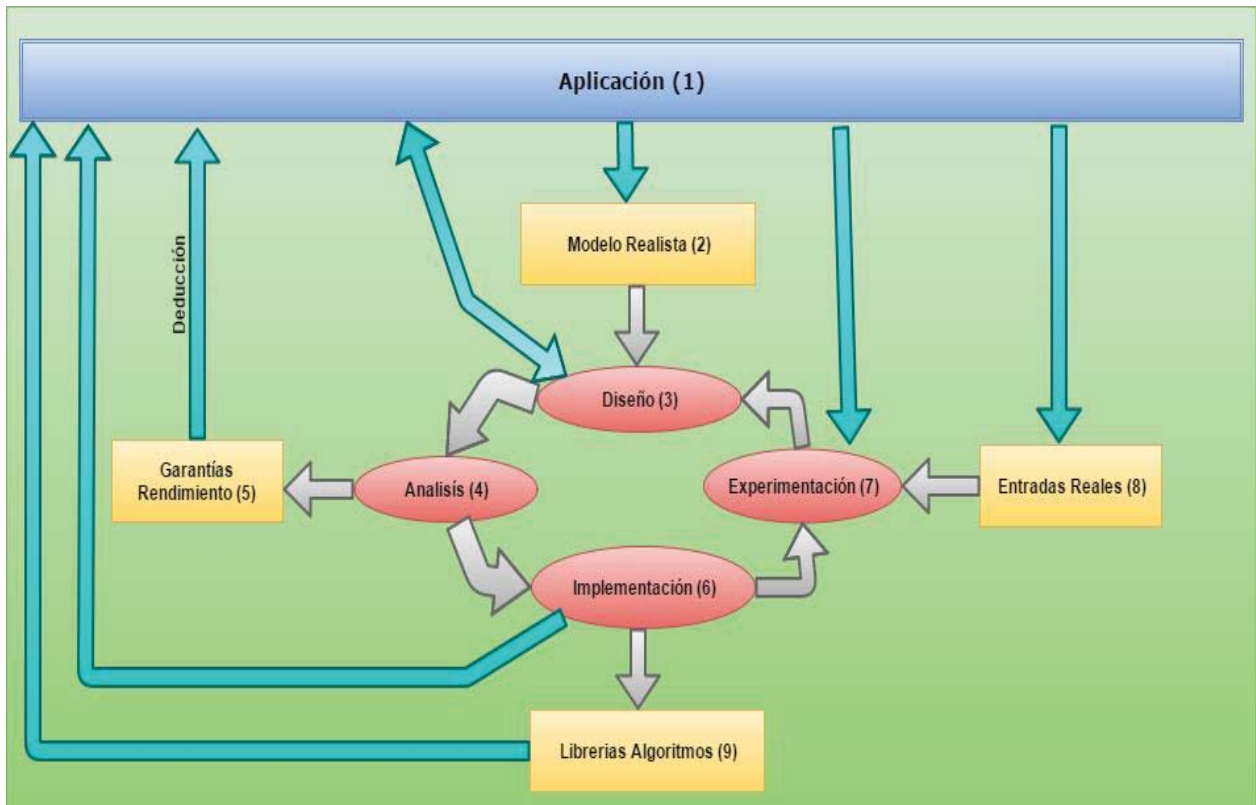 Aplicación (1)
Modelo Realista (2)
Deducción
Diseño (3)
Garantías
Rendimiento (5)
Analisís (4)
Experimentación (7)
Entradas Reales (8)
Implementación (6)
Librerias Algoritmos (9)